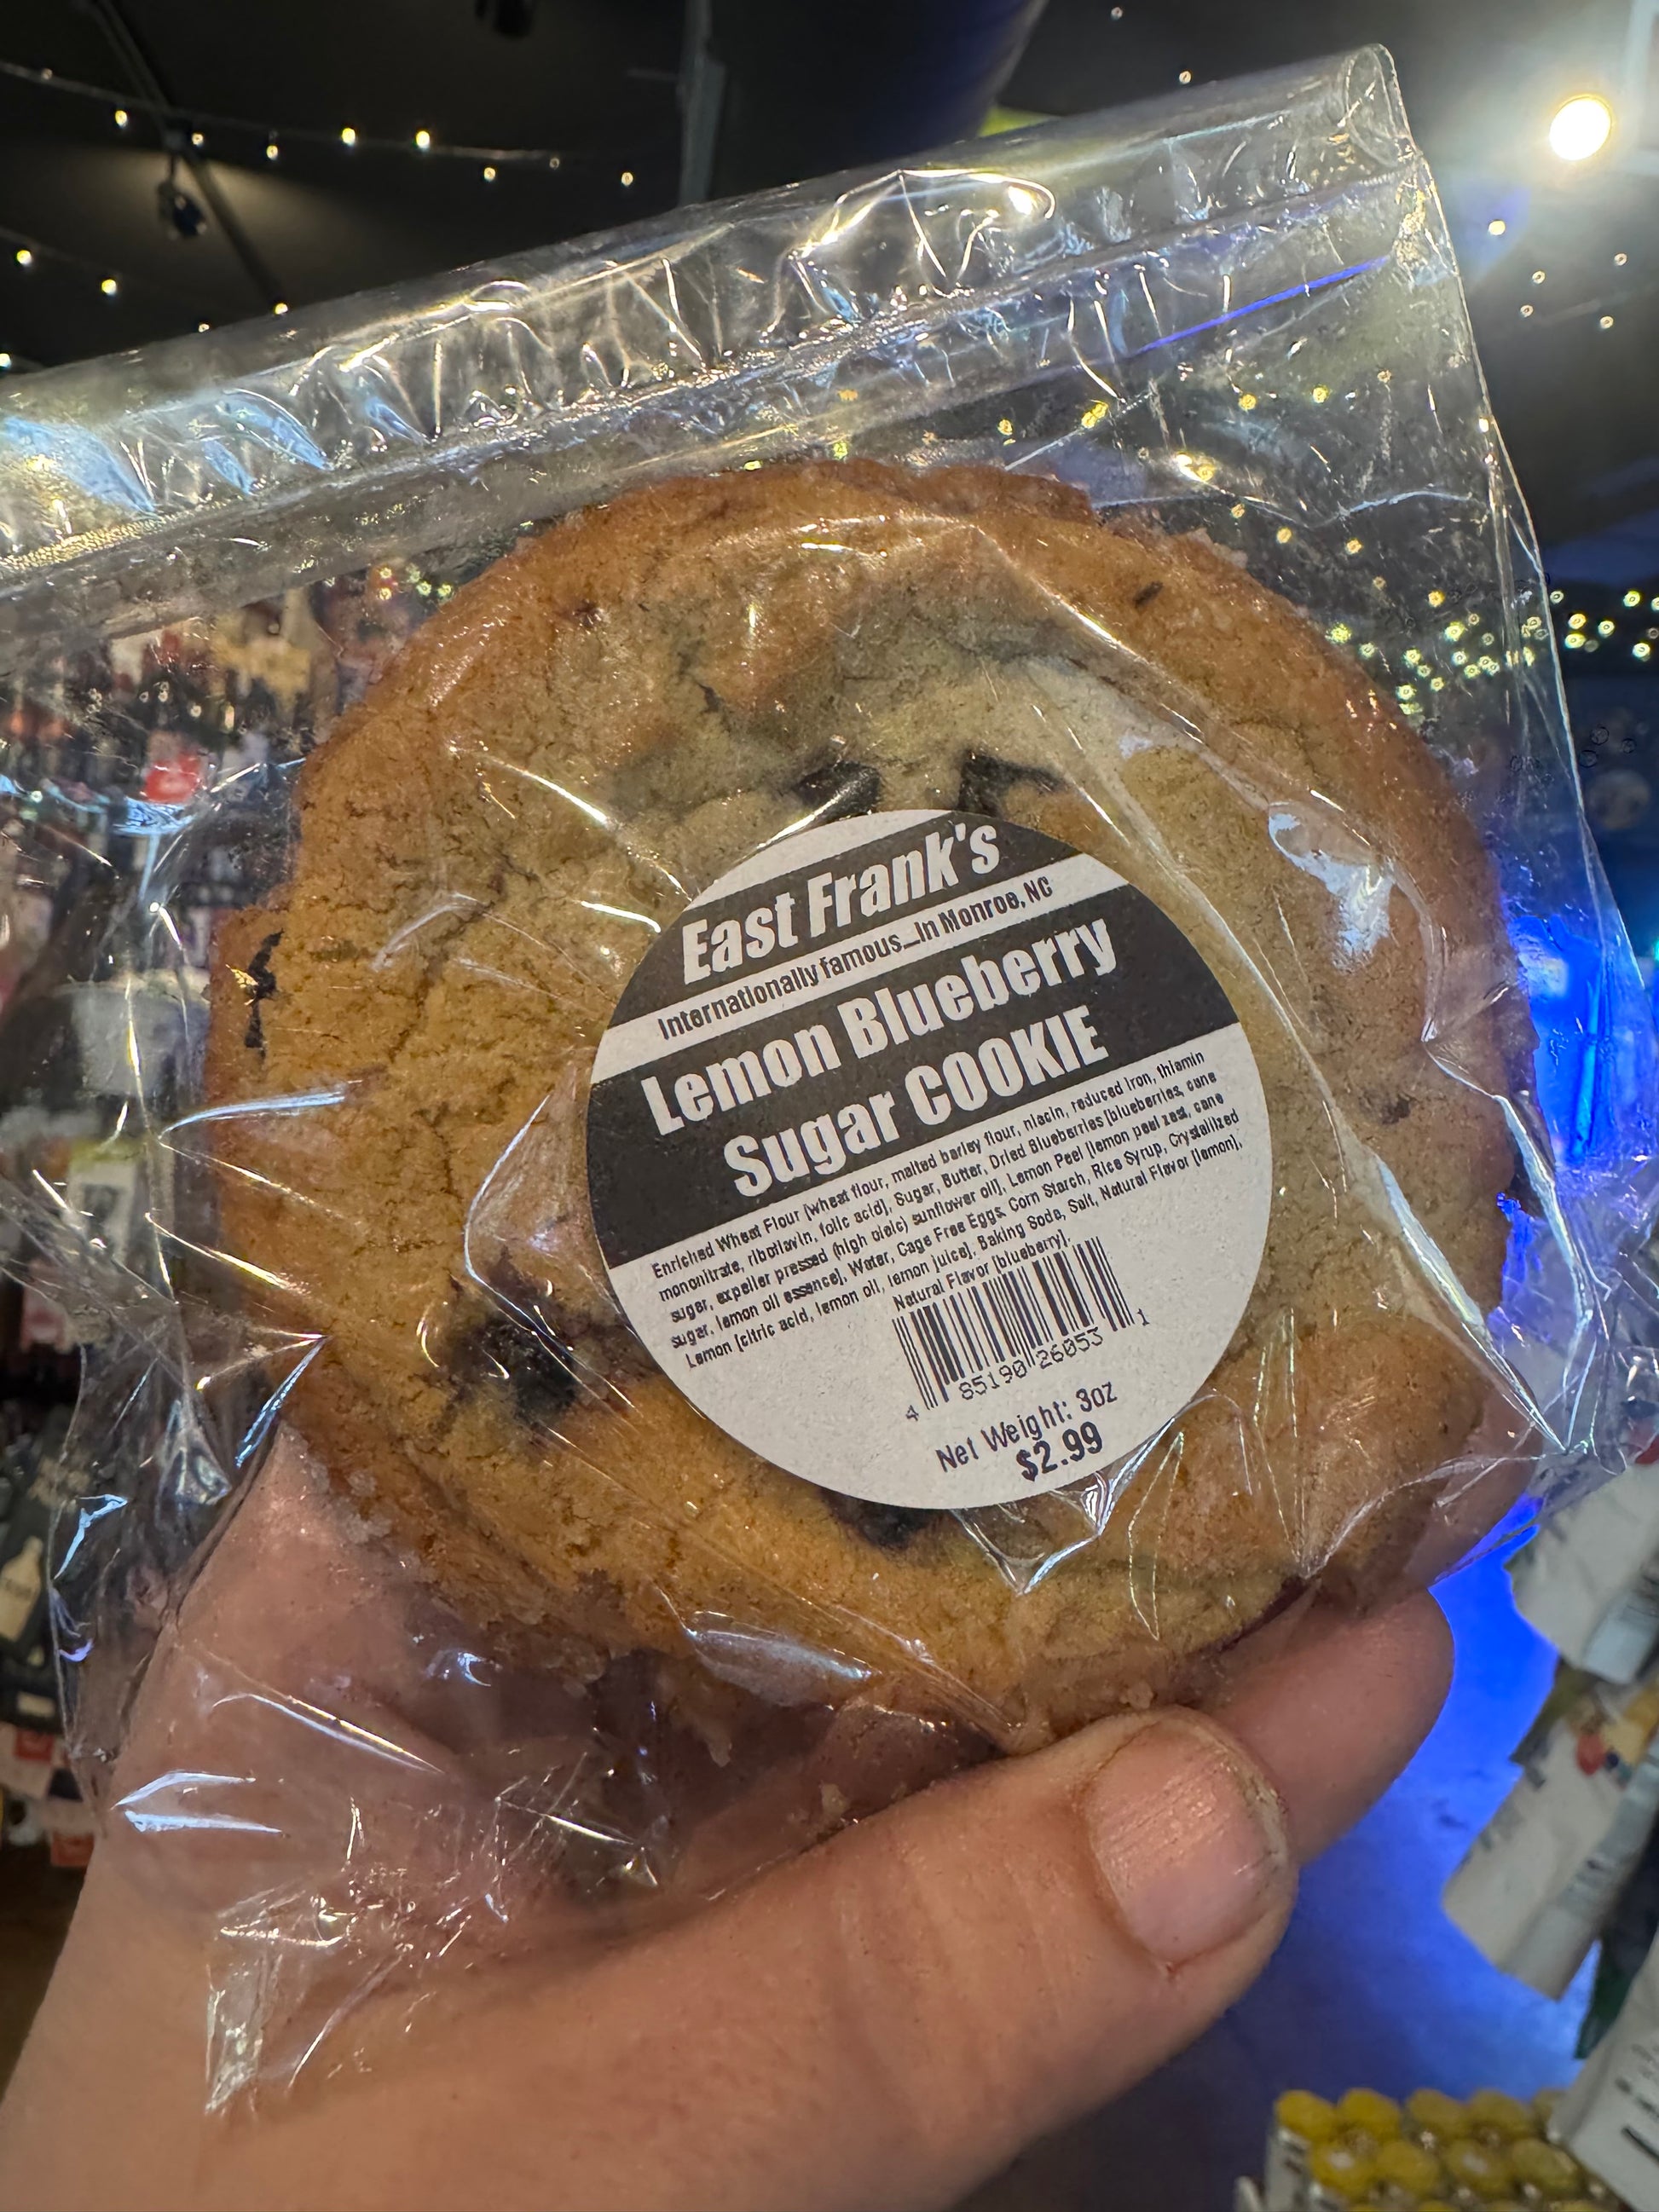 East Frank's
Internationally famous...in Monroe, NC
Lemon Blueberry
Sugar COOKIE
Enriched Wheat Flour [wheat flour, malted barley flour, niacin, reduced iron, thiamin
mononitrate, riboflavin, folic acid], Sugar, Butter, Dried Blueberries [blueberries, cane
sugar, expeller pressed (high oleic) sunflower oil], Lemon Peel [lemon peel zest, cane
sugar, lemon oil essence], Water, Cage Free Eggs, Corn Starch, Rice Syrup, Crystallized
Lemon [citric acid, lemon oil, lemon juice], Baking Soda, Salt, Natural Flavor [lemon],
Natural Flavor [blueberry].
4 85190 26053 1
Net Weight: 3oz
$2.99